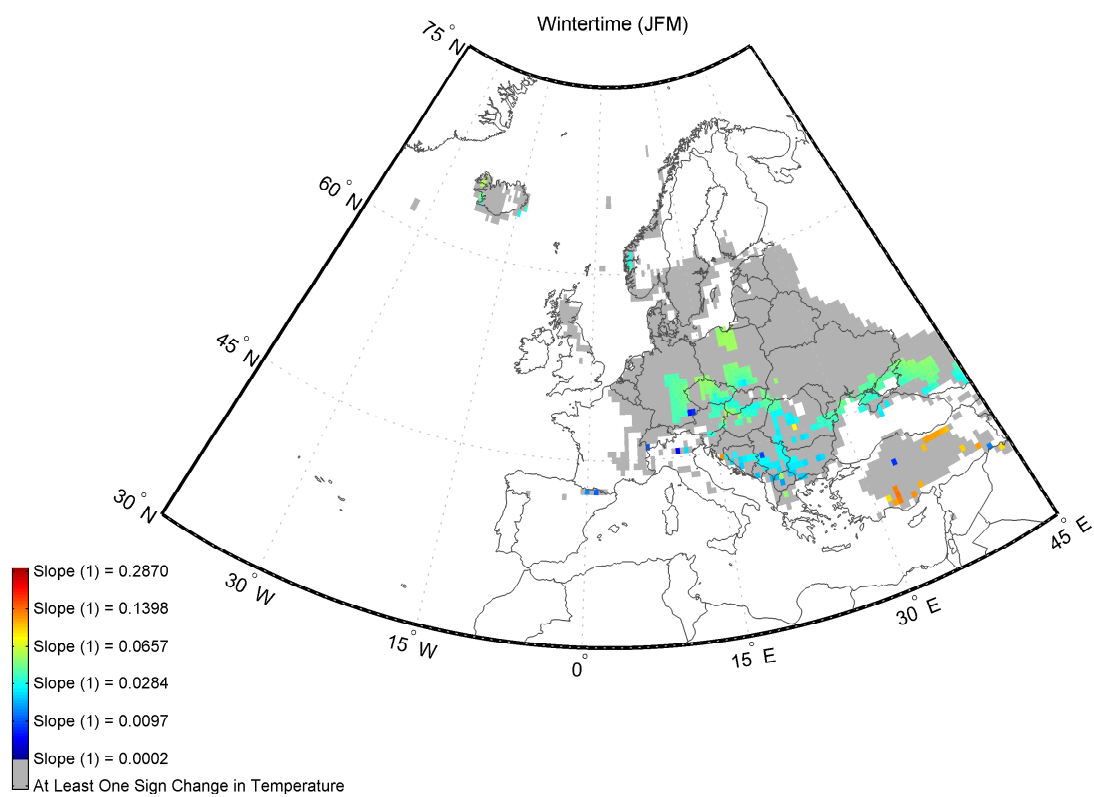 Wintertime (JFM)
75° N
60° N
45° N
30° N
30° W
15° W
0°
15° E
30° E
45° E
Slope (1) = 0.2870
Slope (1) = 0.1398
Slope (1) = 0.0657
Slope (1) = 0.0284
Slope (1) = 0.0097
Slope (1) = 0.0002
At Least One Sign Change in Temperature